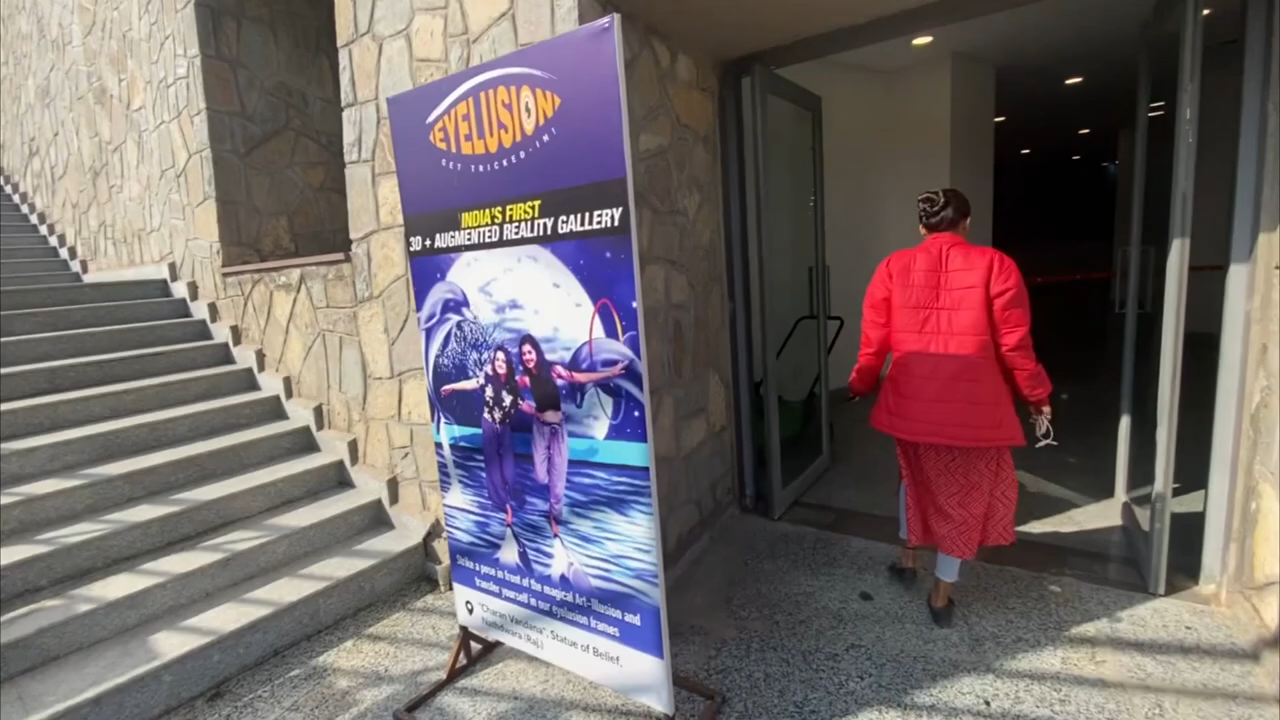 EYELUSION
GET TRICKED-IN!
INDIA'S FIRST
3D + AUGMENTED REALITY GALLERY
Strike a pose in front of the magical Art-Illusion and
transfer yourself in our eyelusion frames
"Charan Vandana", Statue of Belief,
Nathdwara (Raj.)